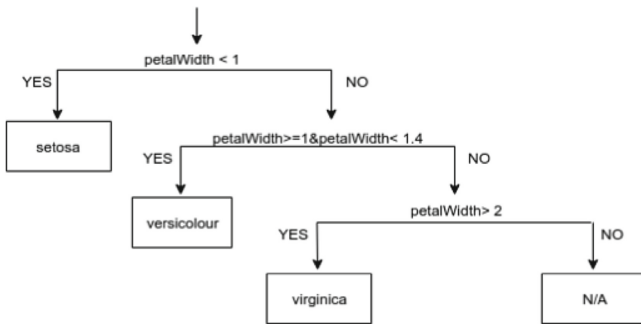 petalWidth < 1
YES
NO
setosa
petalWidth>=1&petalWidth< 1.4
YES
NO
versicolour
petalWidth> 2
YES
NO
virginica
N/A